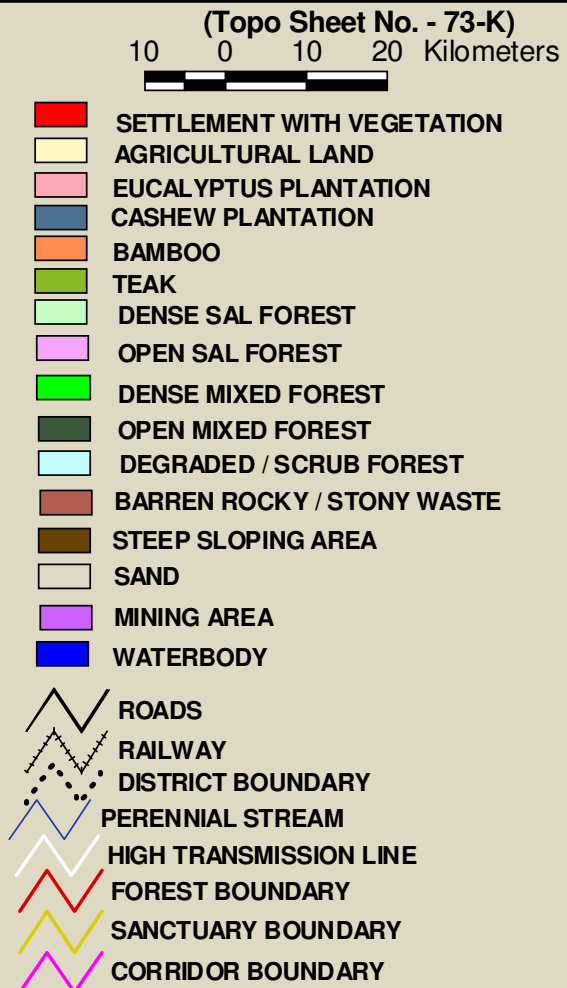 (Topo Sheet No. - 73-K)
10 0 10 20 Kilometers
SETTLEMENT WITH VEGETATION
AGRICULTURAL LAND
EUCALYPTUS PLANTATION
CASHEW PLANTATION
BAMBOO
TEAK
DENSE SAL FOREST
OPEN SAL FOREST
DENSE MIXED FOREST
OPEN MIXED FOREST
DEGRADED / SCRUB FOREST
BARREN ROCKY / STONY WASTE
STEEP SLOPING AREA
SAND
MINING AREA
WATERBODY
ROADS
RAILWAY
DISTRICT BOUNDARY
PERENNIAL STREAM
HIGH TRANSMISSION LINE
FOREST BOUNDARY
SANCTUARY BOUNDARY
CORRIDOR BOUNDARY